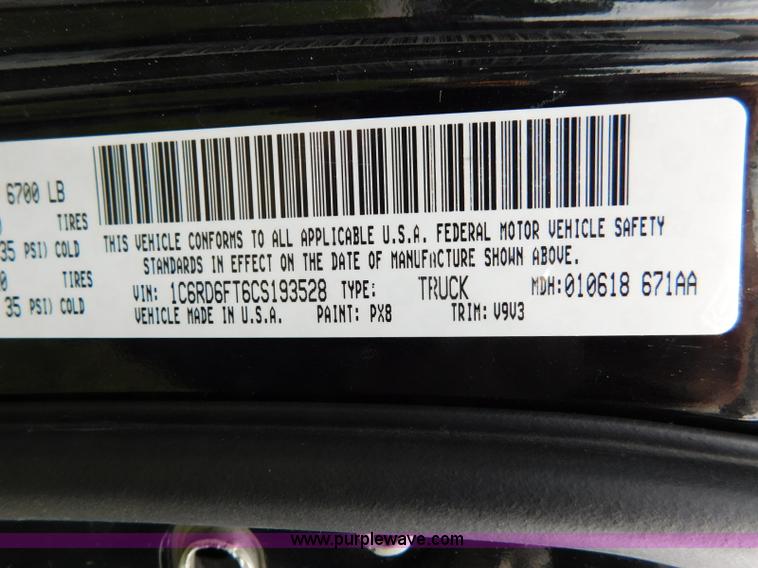 6700 LB
TIRES
35 PSI) COLD
TIRES
35 PSI) COLD
THIS VEHICLE CONFORMS TO ALL APPLICABLE U.S.A. FEDERAL MOTOR VEHICLE SAFETY
STANDARDS IN EFFECT ON THE DATE OF MANUFACTURE SHOWN ABOVE.
VIN: 1C6RD6FT6CS193528 TYPE: TRUCK MDH:010618 671AA
VEHICLE MADE IN U.S.A. PAINT: PX8 TRIM: V9V3
www.purplewave.com